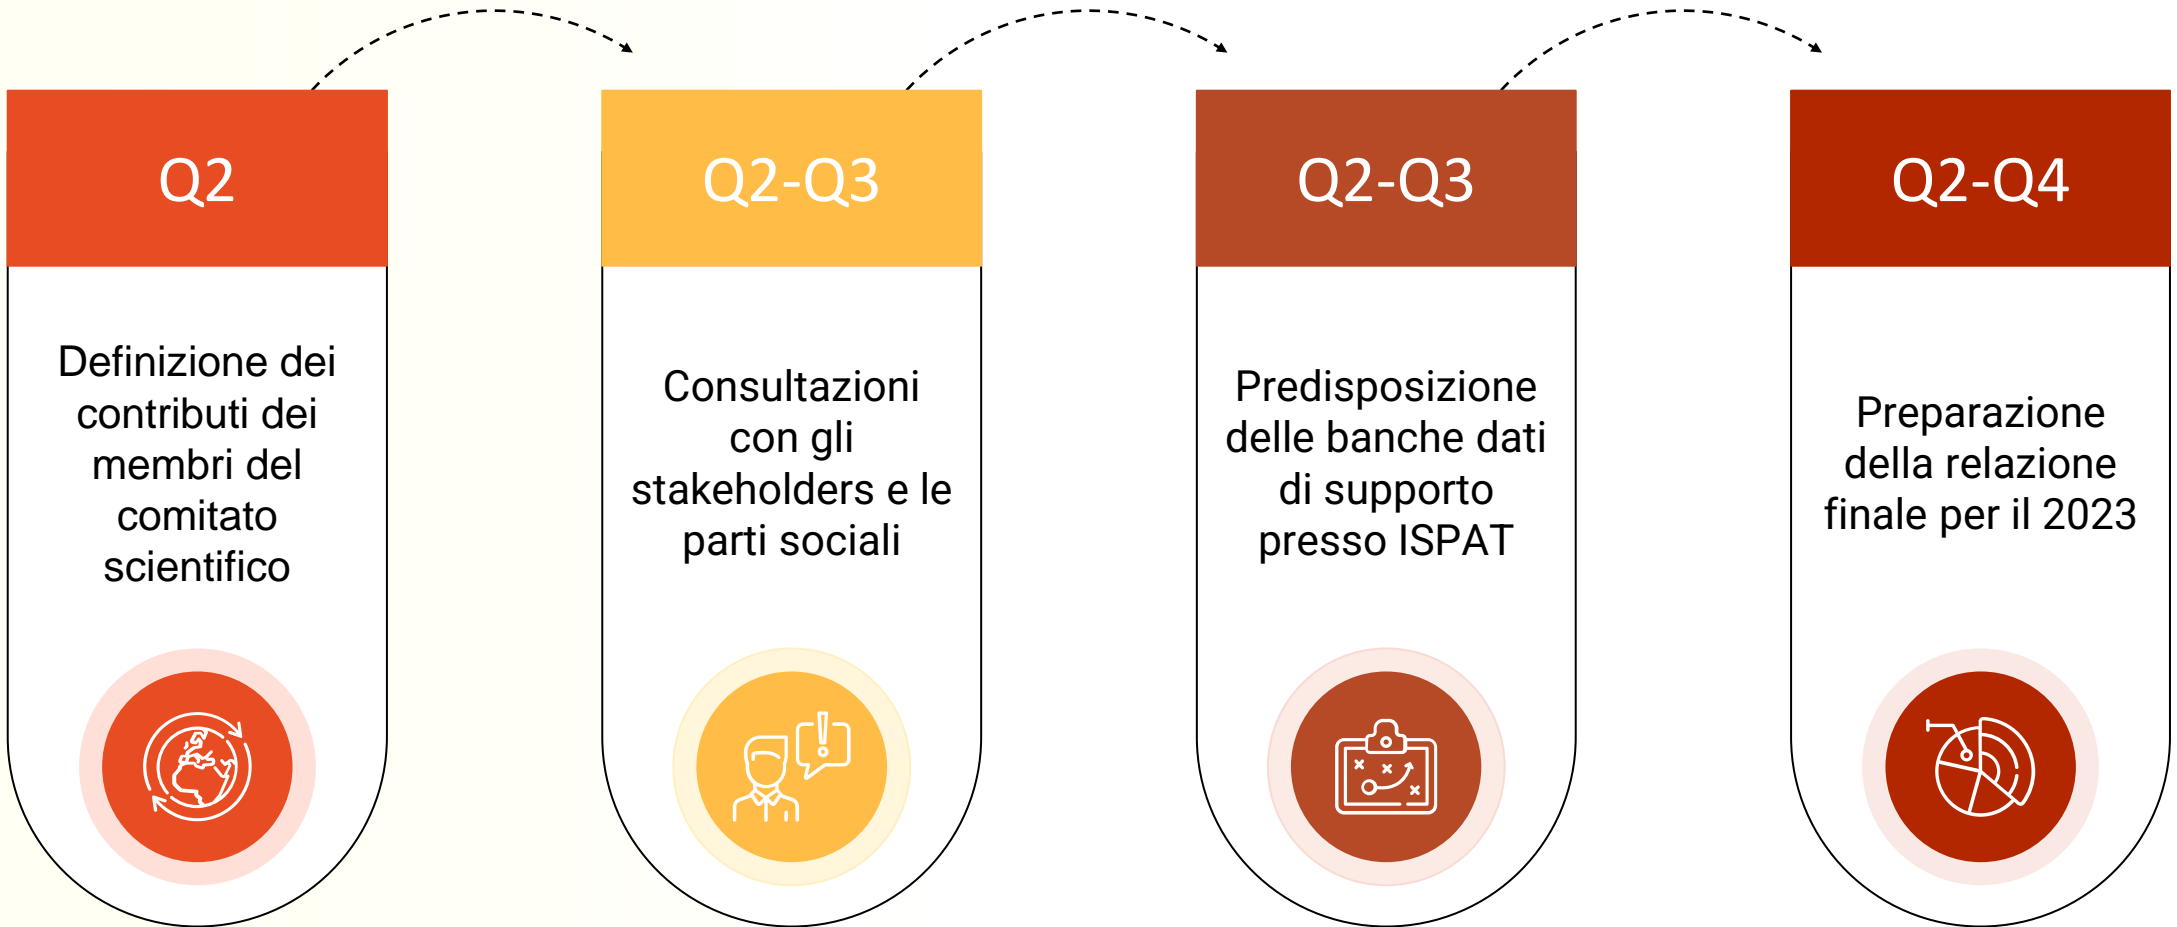 Q2
Definizione dei
contributi dei
membri del
comitato
scientifico
Q2-Q3
Consultazioni
con gli
stakeholders e le
parti sociali
Q2-Q3
Predisposizione
delle banche dati
di supporto
presso ISPAT
Q2-Q4
Preparazione
della relazione
finale per il 2023